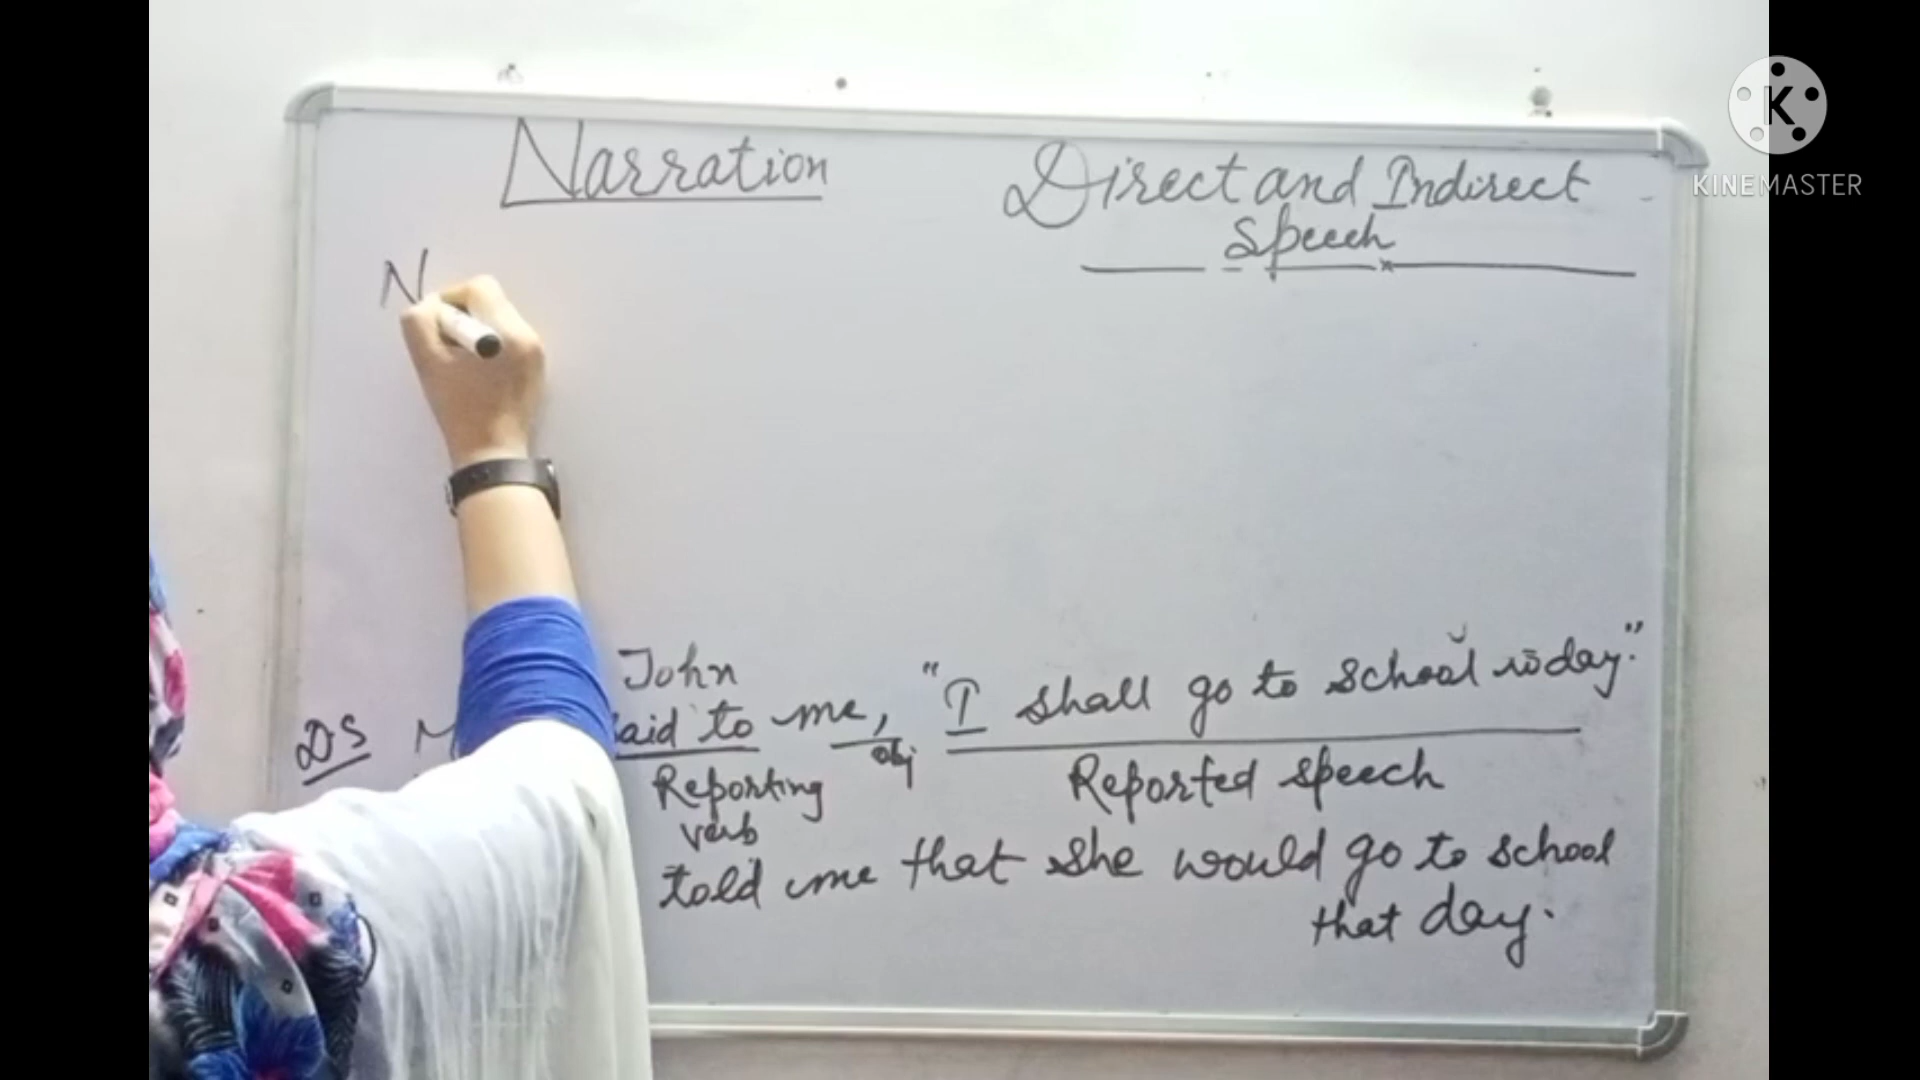 Narration
Direct and Indirect
Speech
N
John
DS said to me, "I shall go to school today."
obj
Reporting
verb
Reported speech
told me that she would go to school
that day.
K
KINEMASTER